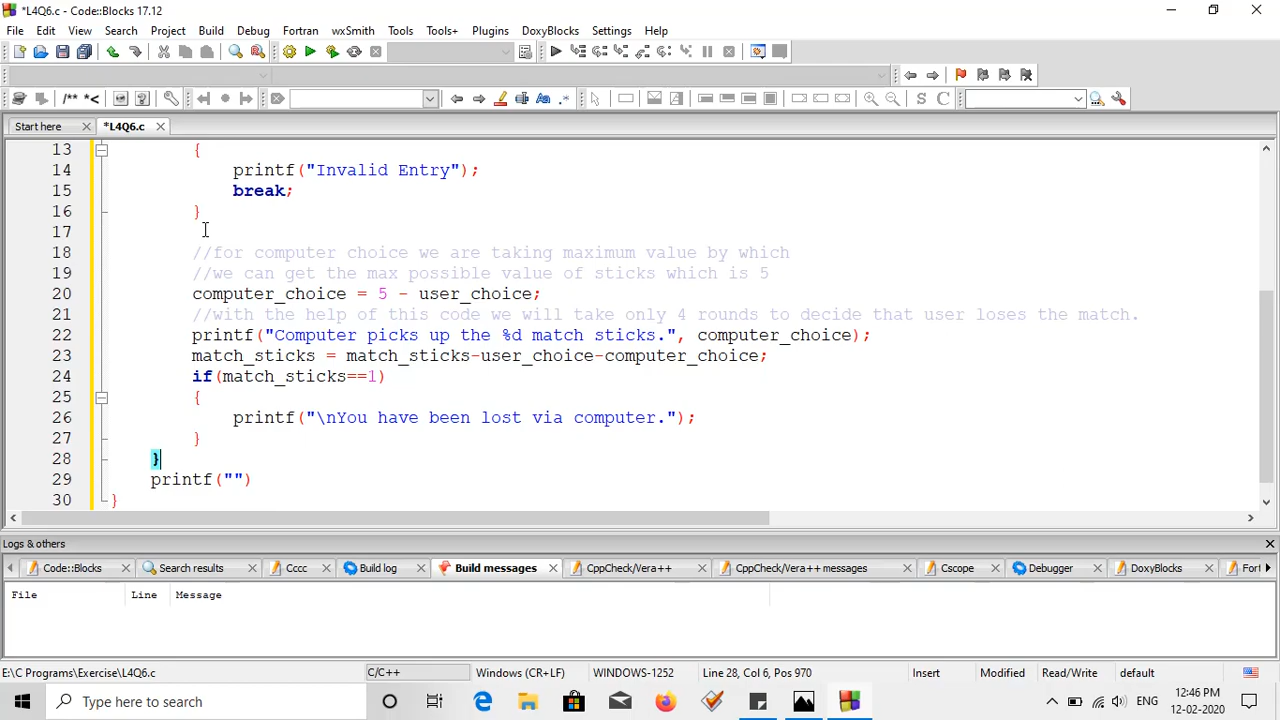 *L4Q6.c - Code::Blocks 17.12
File Edit View Search Project Build Debug Fortran wxSmith Tools Tools+ Plugins DoxyBlocks Settings Help
/** *<
S C
Start here *L4Q6.c
13 {
14 printf("Invalid Entry");
15 break;
16 }
17
18 //for computer choice we are taking maximum value by which
19 //we can get the max possible value of sticks which is 5
20 computer_choice = 5 - user_choice;
21 //with the help of this code we will take only 4 rounds to decide that user loses the match.
22 printf("Computer picks up the %d match sticks.", computer_choice);
23 match_sticks = match_sticks-user_choice-computer_choice;
24 if(match_sticks==1)
25 {
26 printf("\nYou have been lost via computer.");
27 }
28 }
29 printf("")
30 }
Logs & others
Code::Blocks Search results Cccc Build log Build messages CppCheck/Vera++ CppCheck/Vera++ messages Cscope Debugger DoxyBlocks For
File Line Message
E:\C Programs\Exercise\L4Q6.c C/C++ Windows (CR+LF) WINDOWS-1252 Line 28, Col 6, Pos 970 Insert Modified Read/Write default
Type here to search
ENG
12:46 PM
12-02-2020